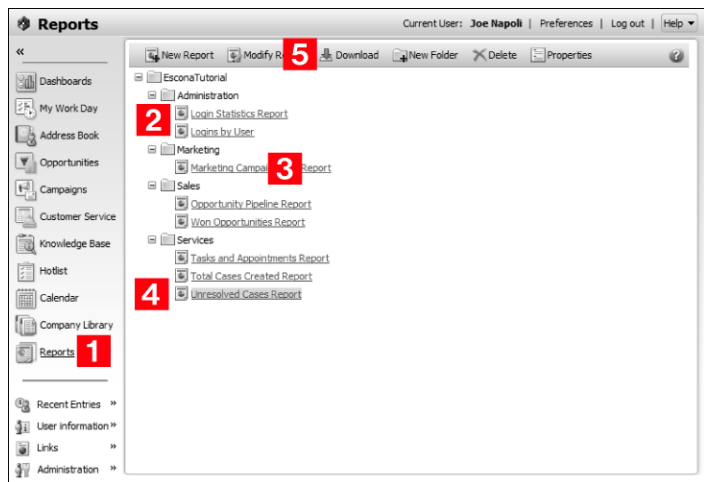 Reports
Current User: Joe Napoli | Preferences | Log out | Help
«
New Report Modify R 5 Download New Folder Delete Properties ?
Dashboards
My Work Day
Address Book
Opportunities
Campaigns
Customer Service
Knowledge Base
Hotlist
Calendar
Company Library
Reports 1
Recent Entries »
User information »
Links »
Administration »
EsconaTutorial
Administration
2 Login Statistics Report
Logins by User
Marketing
Marketing Campai 3 Report
Sales
Opportunity Pipeline Report
Won Opportunities Report
Services
Tasks and Appointments Report
Total Cases Created Report
4 Unresolved Cases Report